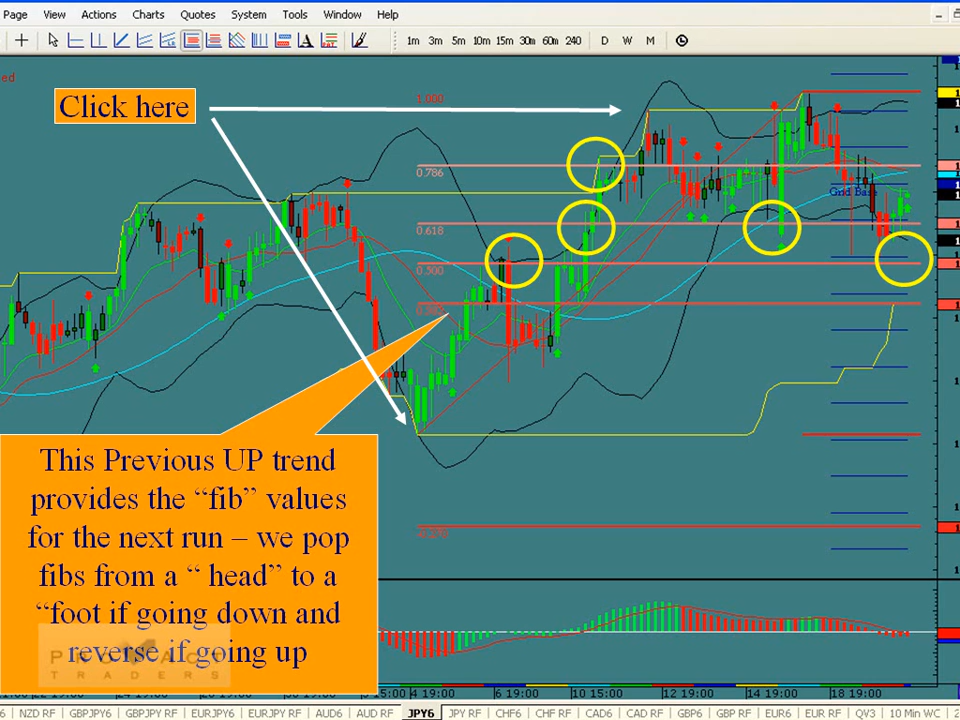 Page View Actions Charts Quotes System Tools Window Help
A 1m 3m 5m 10m 15m 30m 60m 240 D W M
ed
Click here
1.000
0.786
0.618
0.500
Grid Base
This Previous UP trend
provides the “fib” values
for the next run – we pop
fibs from a “ head” to a
“foot if going down and
reverse if going up
TRADERS
4 19:00 6 19:00 10 15:00 12 19:00 14 19:00 18 19:00
6 NZD RF GBPJPY6 GBPJPY RF EURJPY6 EURJPY RF AUD6 AUD RF JPY6 JPY RF CHF6 CHF RF CAD6 CAD RF GBP6 GBP RF EUR6 EUR RF QV3 10 Min WC